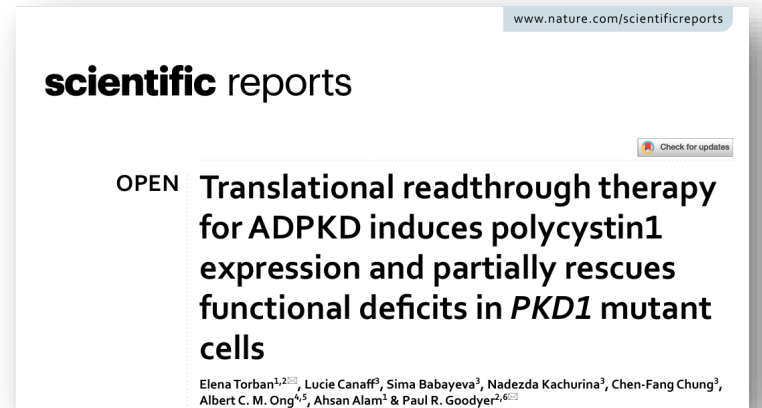 www.nature.com/scientificreports
scientific reports
Check for updates
OPEN
Translational readthrough therapy
for ADPKD induces polycystin1
expression and partially rescues
functional deficits in PKD1 mutant
cells
Elena Torban1,2✉, Lucie Canaff3, Sima Babayeva3, Nadezda Kachurina3, Chen-Fang Chung3,
Albert C. M. Ong4,5, Ahsan Alam1 & Paul R. Goodyer2,6✉